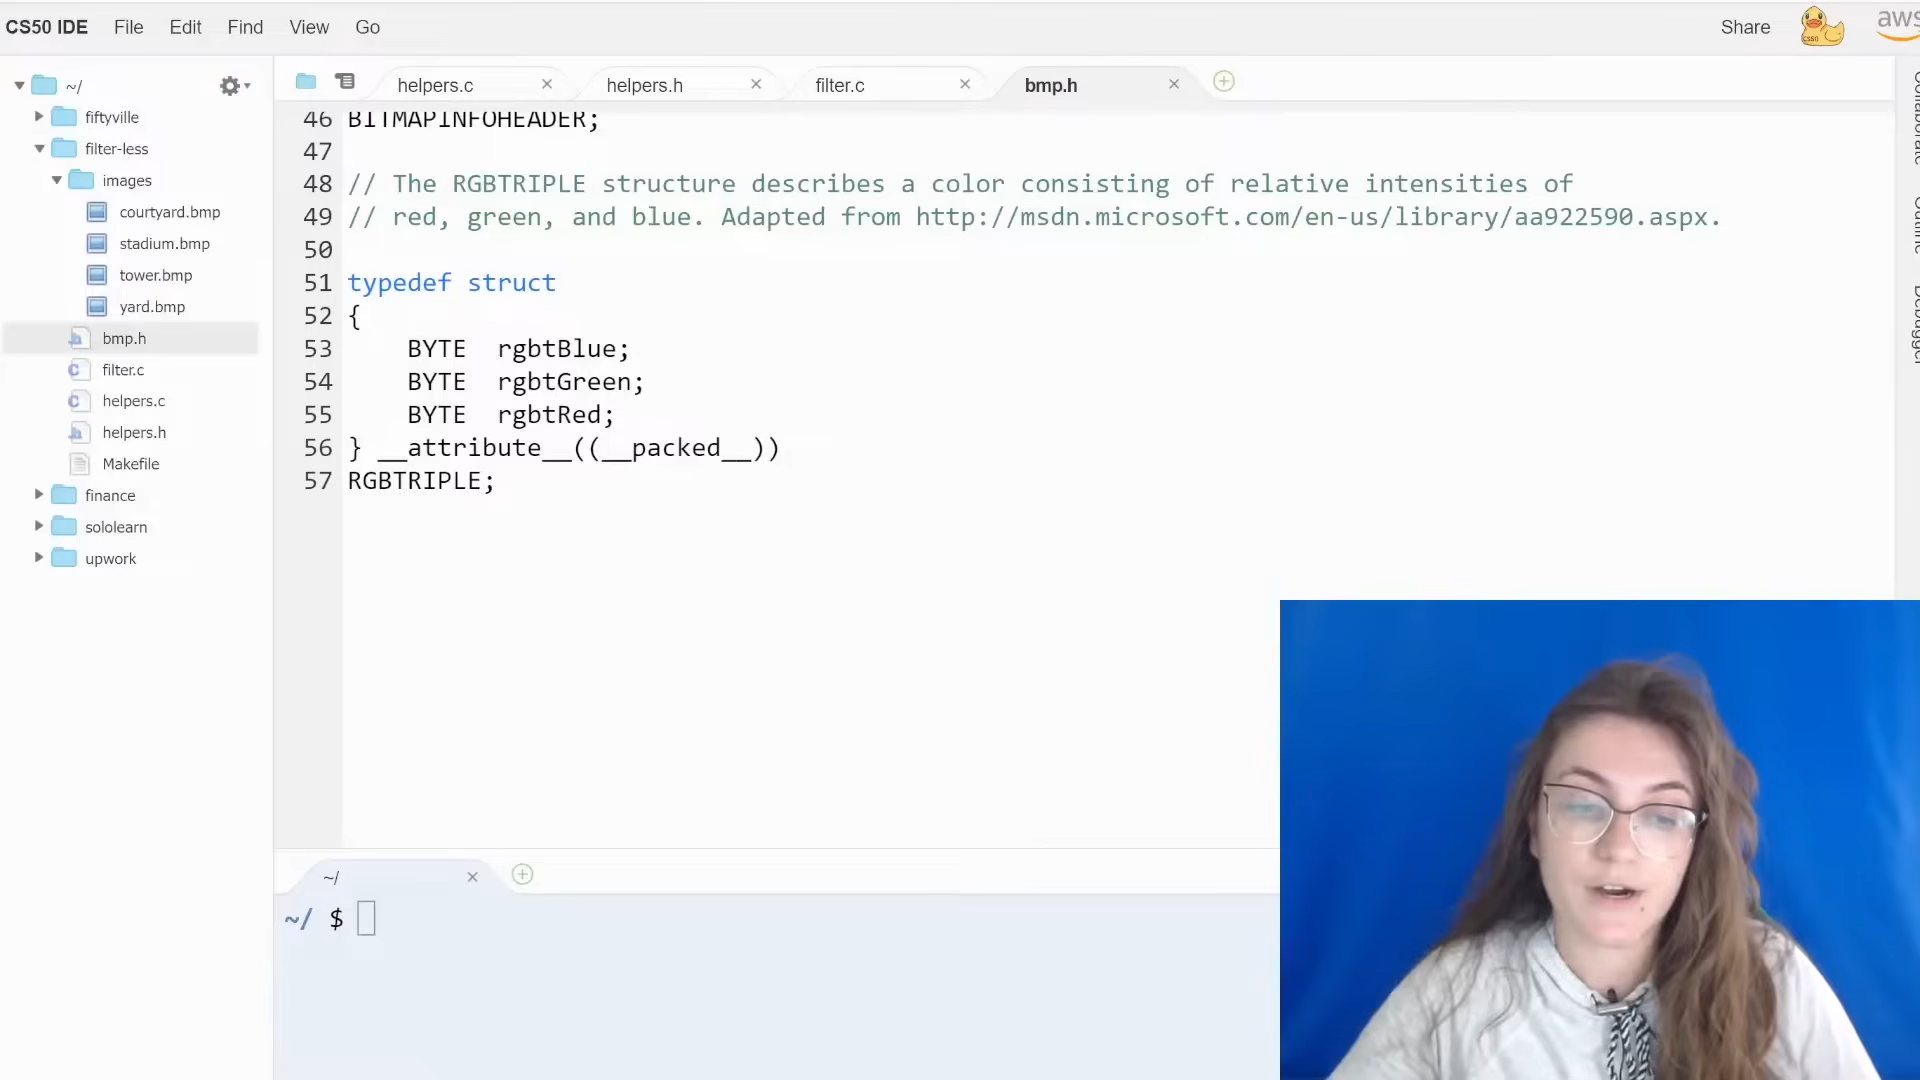 CS50 IDE File Edit Find View Go Share aws
~/
fiftyville
filter-less
images
courtyard.bmp
stadium.bmp
tower.bmp
yard.bmp
bmp.h
filter.c
helpers.c
helpers.h
Makefile
finance
sololearn
upwork
helpers.c helpers.h filter.c bmp.h
46 BITMAPINFOHEADER;
47
48 // The RGBTRIPLE structure describes a color consisting of relative intensities of
49 // red, green, and blue. Adapted from http://msdn.microsoft.com/en-us/library/aa922590.aspx.
50
51 typedef struct
52 {
53 BYTE rgbtBlue;
54 BYTE rgbtGreen;
55 BYTE rgbtRed;
56 } __attribute__((__packed__))
57 RGBTRIPLE;
~/
~/ $
Collaborate
Outline
Debugger